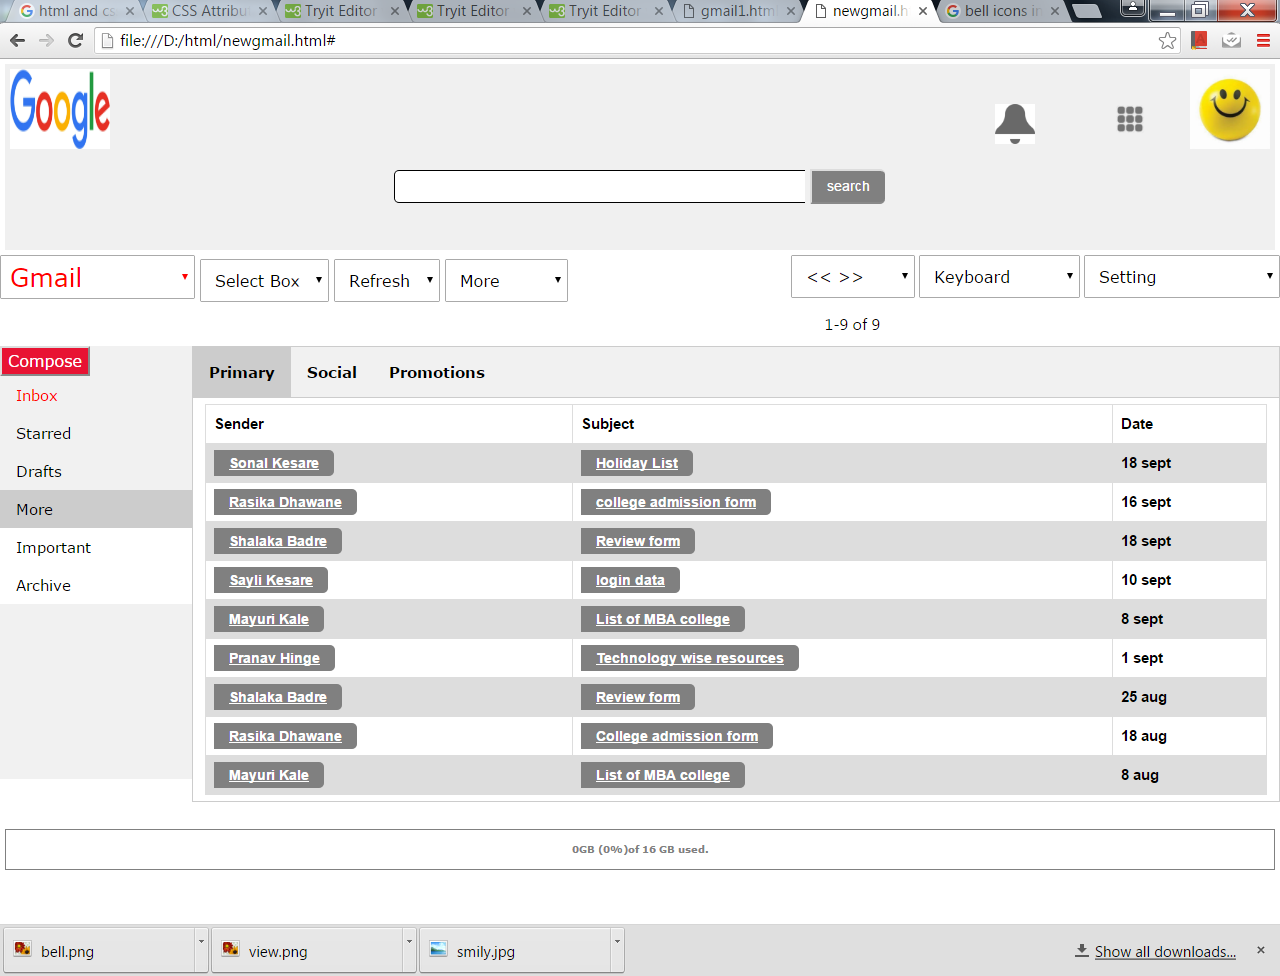 html and cs
CSS Attribu
Tryit Editor
Tryit Editor
Tryit Editor
gmail1.htm
newgmail.h
bell icons in
file:///D:/html/newgmail.html#
Google
search
Gmail
Select Box
Refresh
More
<< >>
Keyboard
Setting
1-9 of 9
Compose
Inbox
Starred
Drafts
More
Important
Archive
Primary Social Promotions
Sender Subject Date
Sonal Kesare Holiday List 18 sept
Rasika Dhawane college admission form 16 sept
Shalaka Badre Review form 18 sept
Sayli Kesare login data 10 sept
Mayuri Kale List of MBA college 8 sept
Pranav Hinge Technology wise resources 1 sept
Shalaka Badre Review form 25 aug
Rasika Dhawane College admission form 18 aug
Mayuri Kale List of MBA college 8 aug
0GB (0%)of 16 GB used.
bell.png
view.png
smily.jpg
Show all downloads...